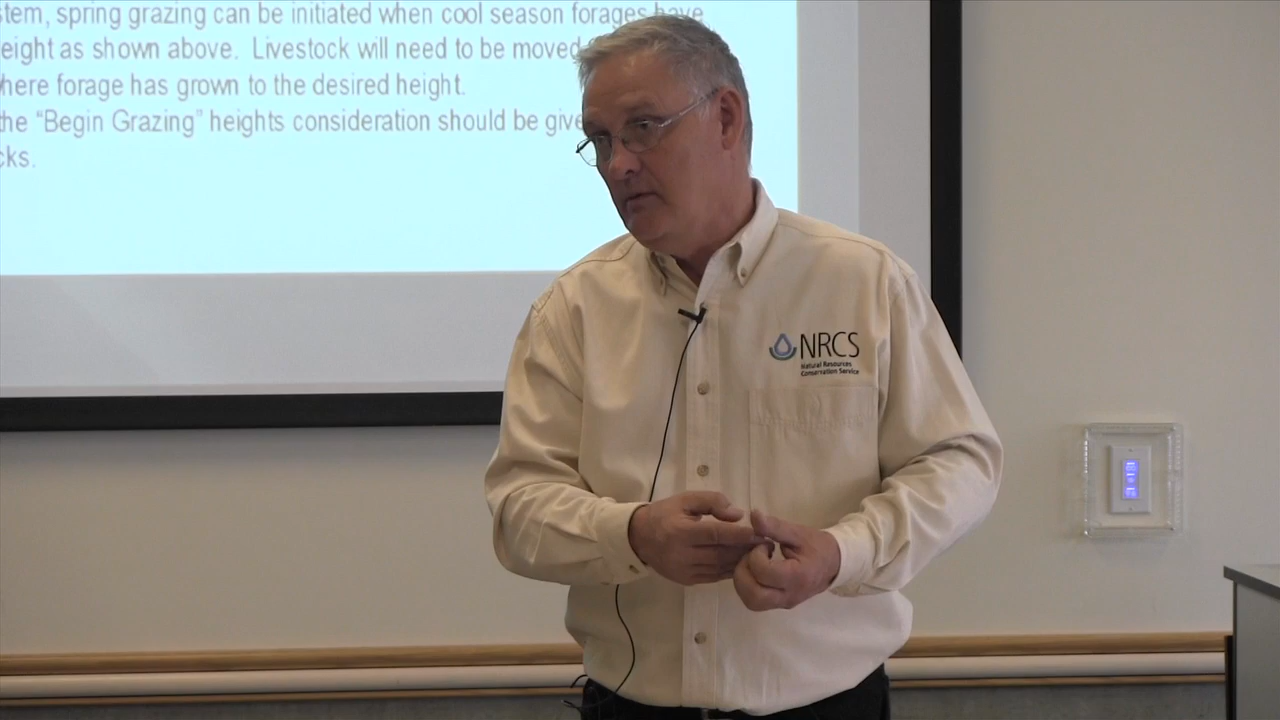 stem, spring grazing can be initiated when cool season forages have
eight as shown above. Livestock will need to be moved
here forage has grown to the desired height.
the “Begin Grazing” heights consideration should be give
cks.
NRCS
Natural Resources
Conservation Service